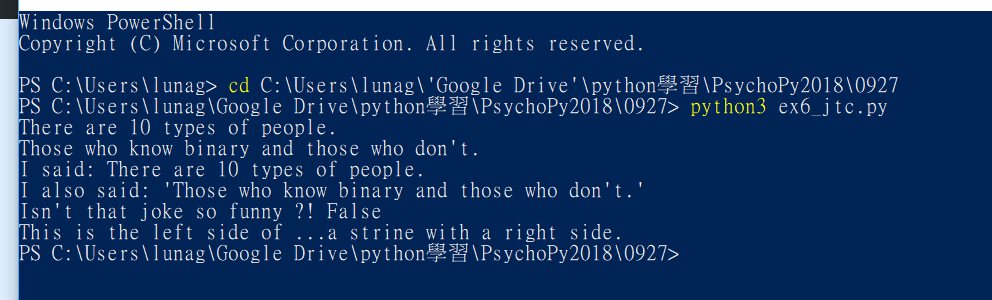 Windows PowerShell
Copyright (C) Microsoft Corporation. All rights reserved.
PS C:\Users\lunag> cd C:\Users\lunag\'Google Drive'\python學習\PsychoPy2018\0927
PS C:\Users\lunag\Google Drive\python學習\PsychoPy2018\0927> python3 ex6_jtc.py
There are 10 types of people.
Those who know binary and those who don't.
I said: There are 10 types of people.
I also said: 'Those who know binary and those who don't.'
Isn't that joke so funny ?! False
This is the left side of ...a strine with a right side.
PS C:\Users\lunag\Google Drive\python學習\PsychoPy2018\0927>